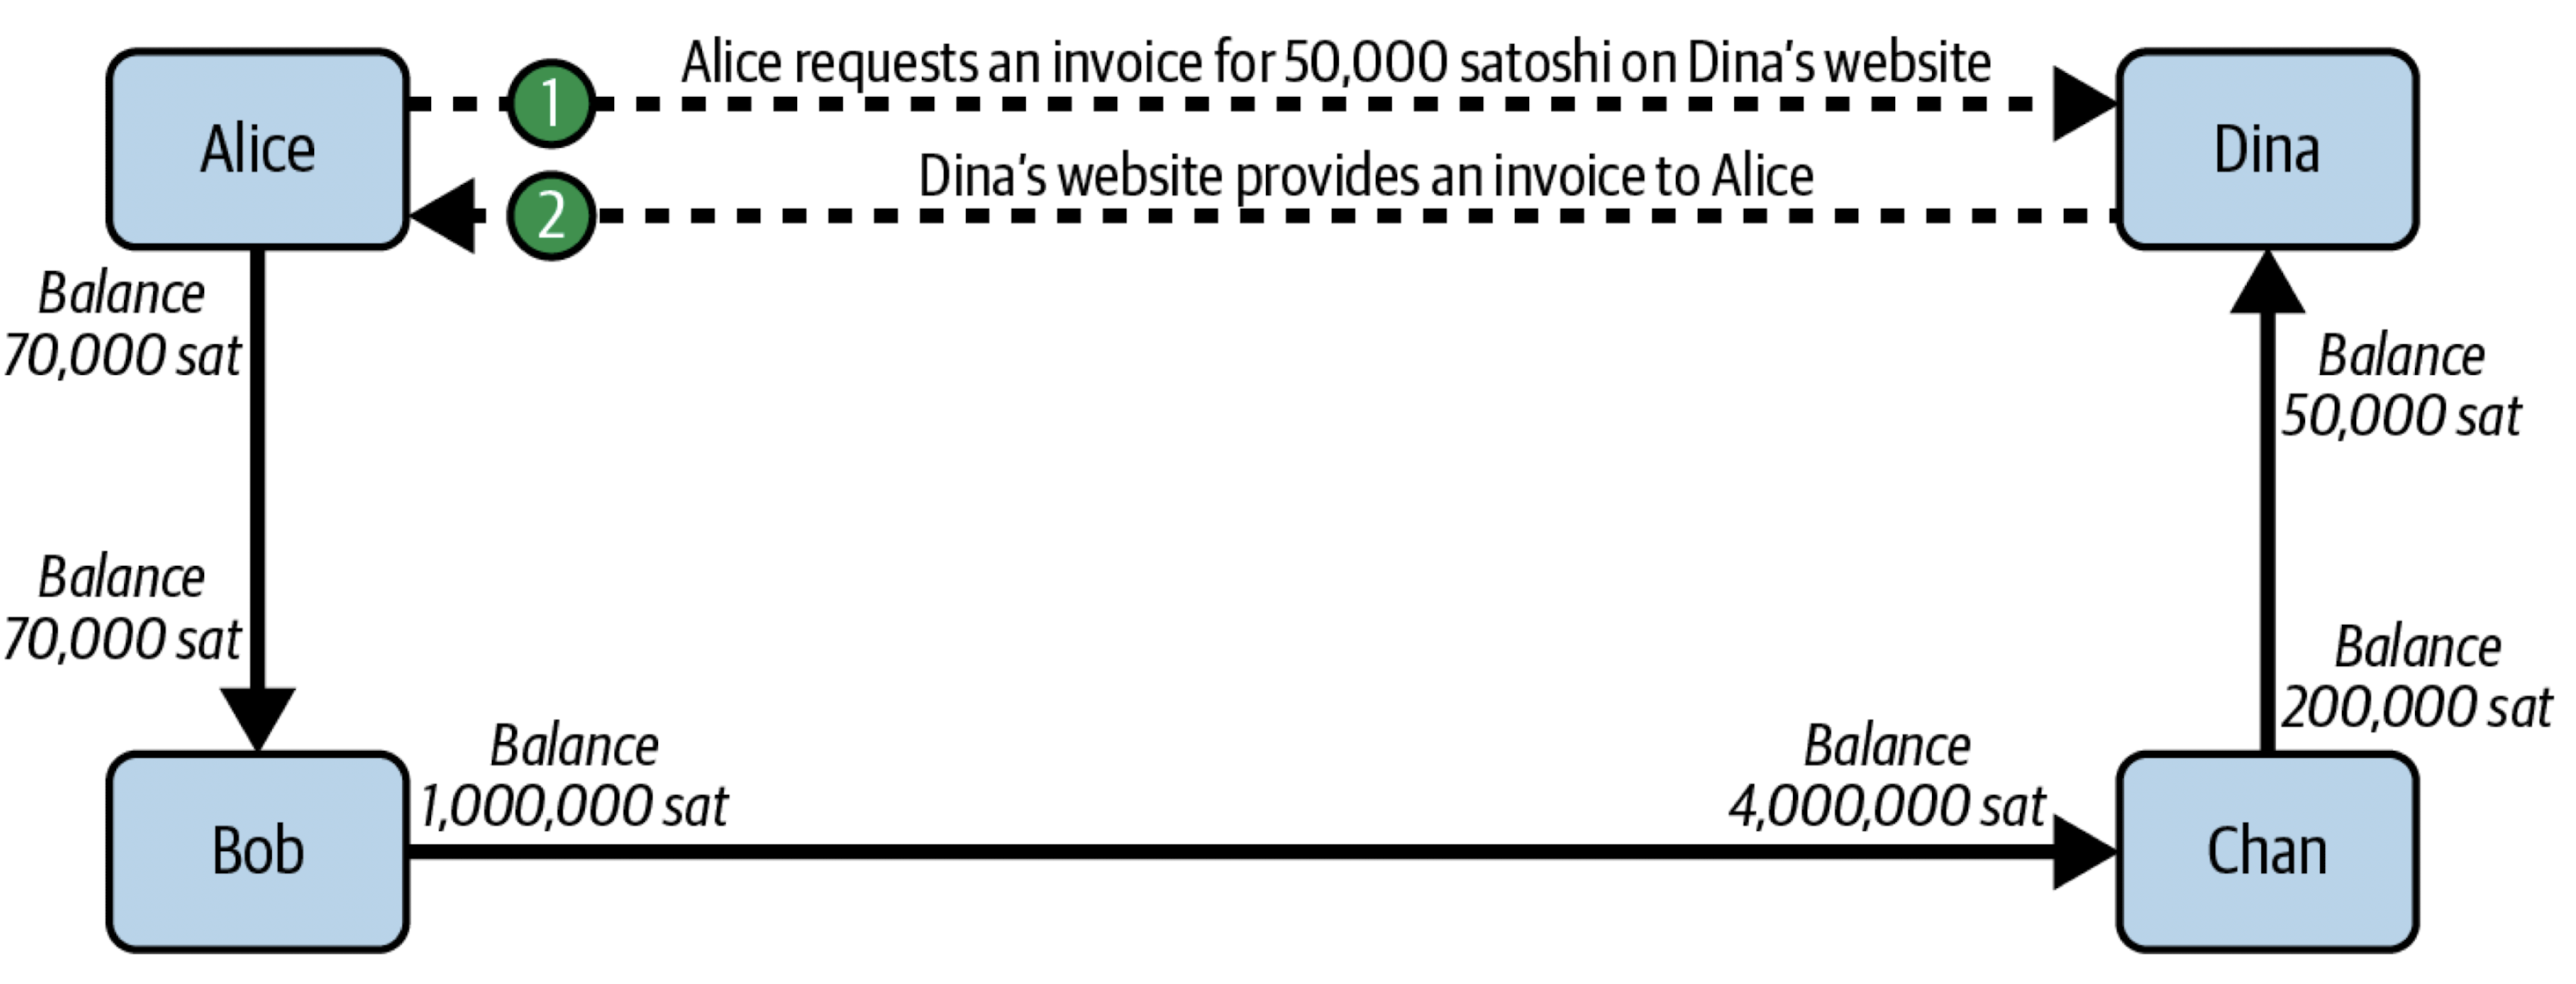 Alice requests an invoice for 50,000 satoshi on Dina's website
1
Alice
Dina
Dina's website provides an invoice to Alice
2
Balance
70,000 sat
Balance
50,000 sat
Balance
70,000 sat
Balance
200,000 sat
Balance
1,000,000 sat
Balance
4,000,000 sat
Bob
Chan